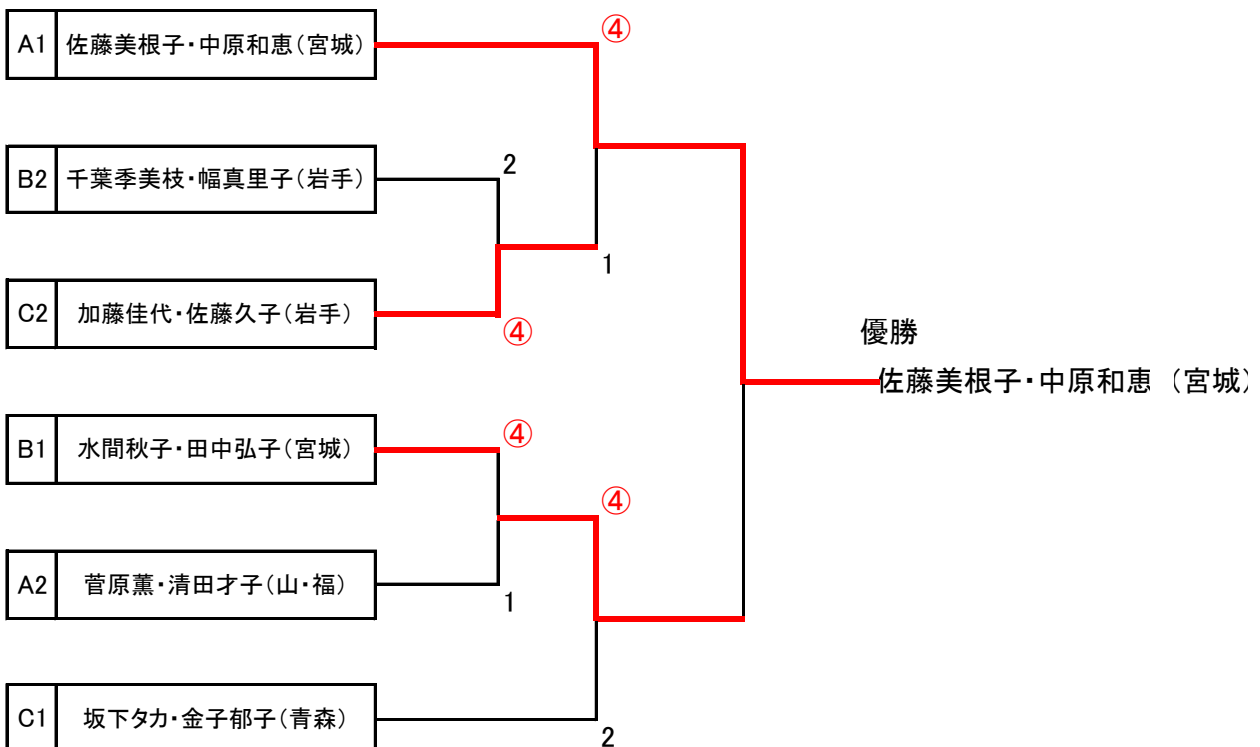 A1 佐藤美根子・中原和恵(宮城)
④
B2 千葉季美枝・幅真里子(岩手)
2
1
C2 加藤佳代・佐藤久子(岩手)
④
優勝
佐藤美根子・中原和恵 (宮城)
B1 水間秋子・田中弘子(宮城)
④
④
A2 菅原薫・清田才子(山・福)
1
C1 坂下タカ・金子郁子(青森)
2